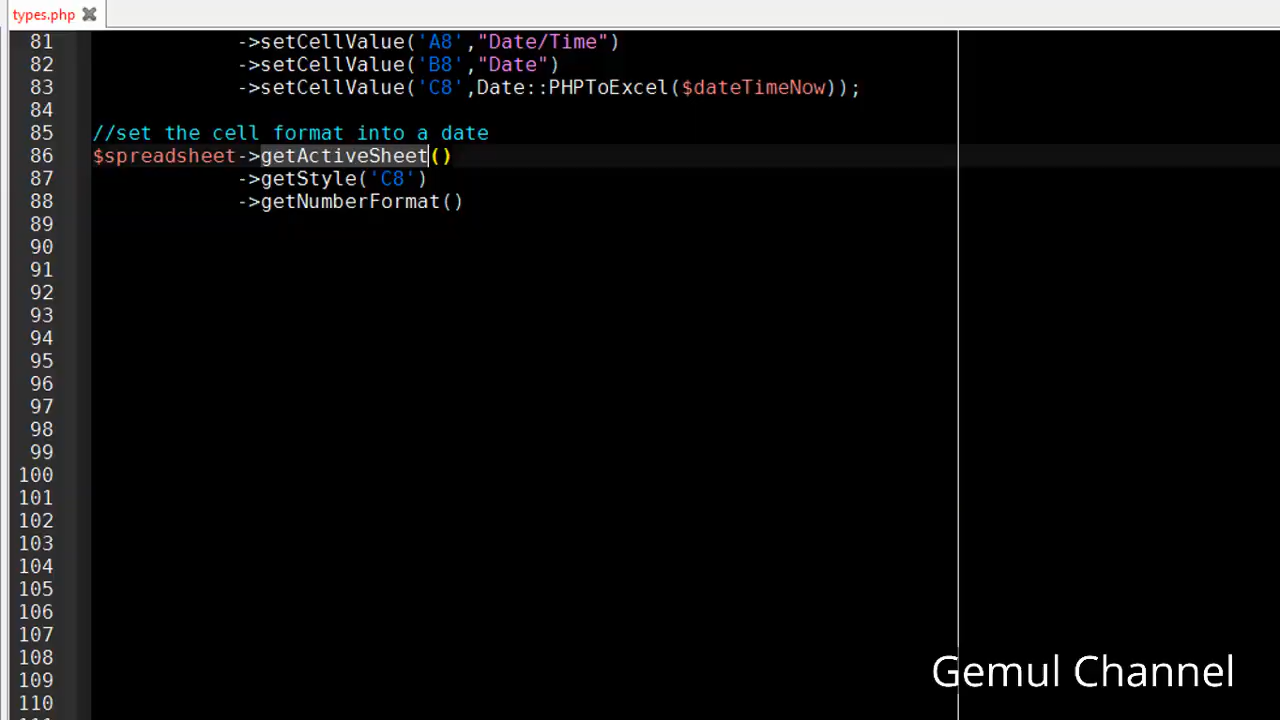 types.php
81 ->setCellValue('A8',"Date/Time")
82 ->setCellValue('B8',"Date")
83 ->setCellValue('C8',Date::PHPToExcel($dateTimeNow));
84
85 //set the cell format into a date
86 $spreadsheet->getActiveSheet()
87 ->getStyle('C8')
88 ->getNumberFormat()
89
90
91
92
93
94
95
96
97
98
99
100
101
102
103
104
105
106
107
108
109
110
Gemul Channel